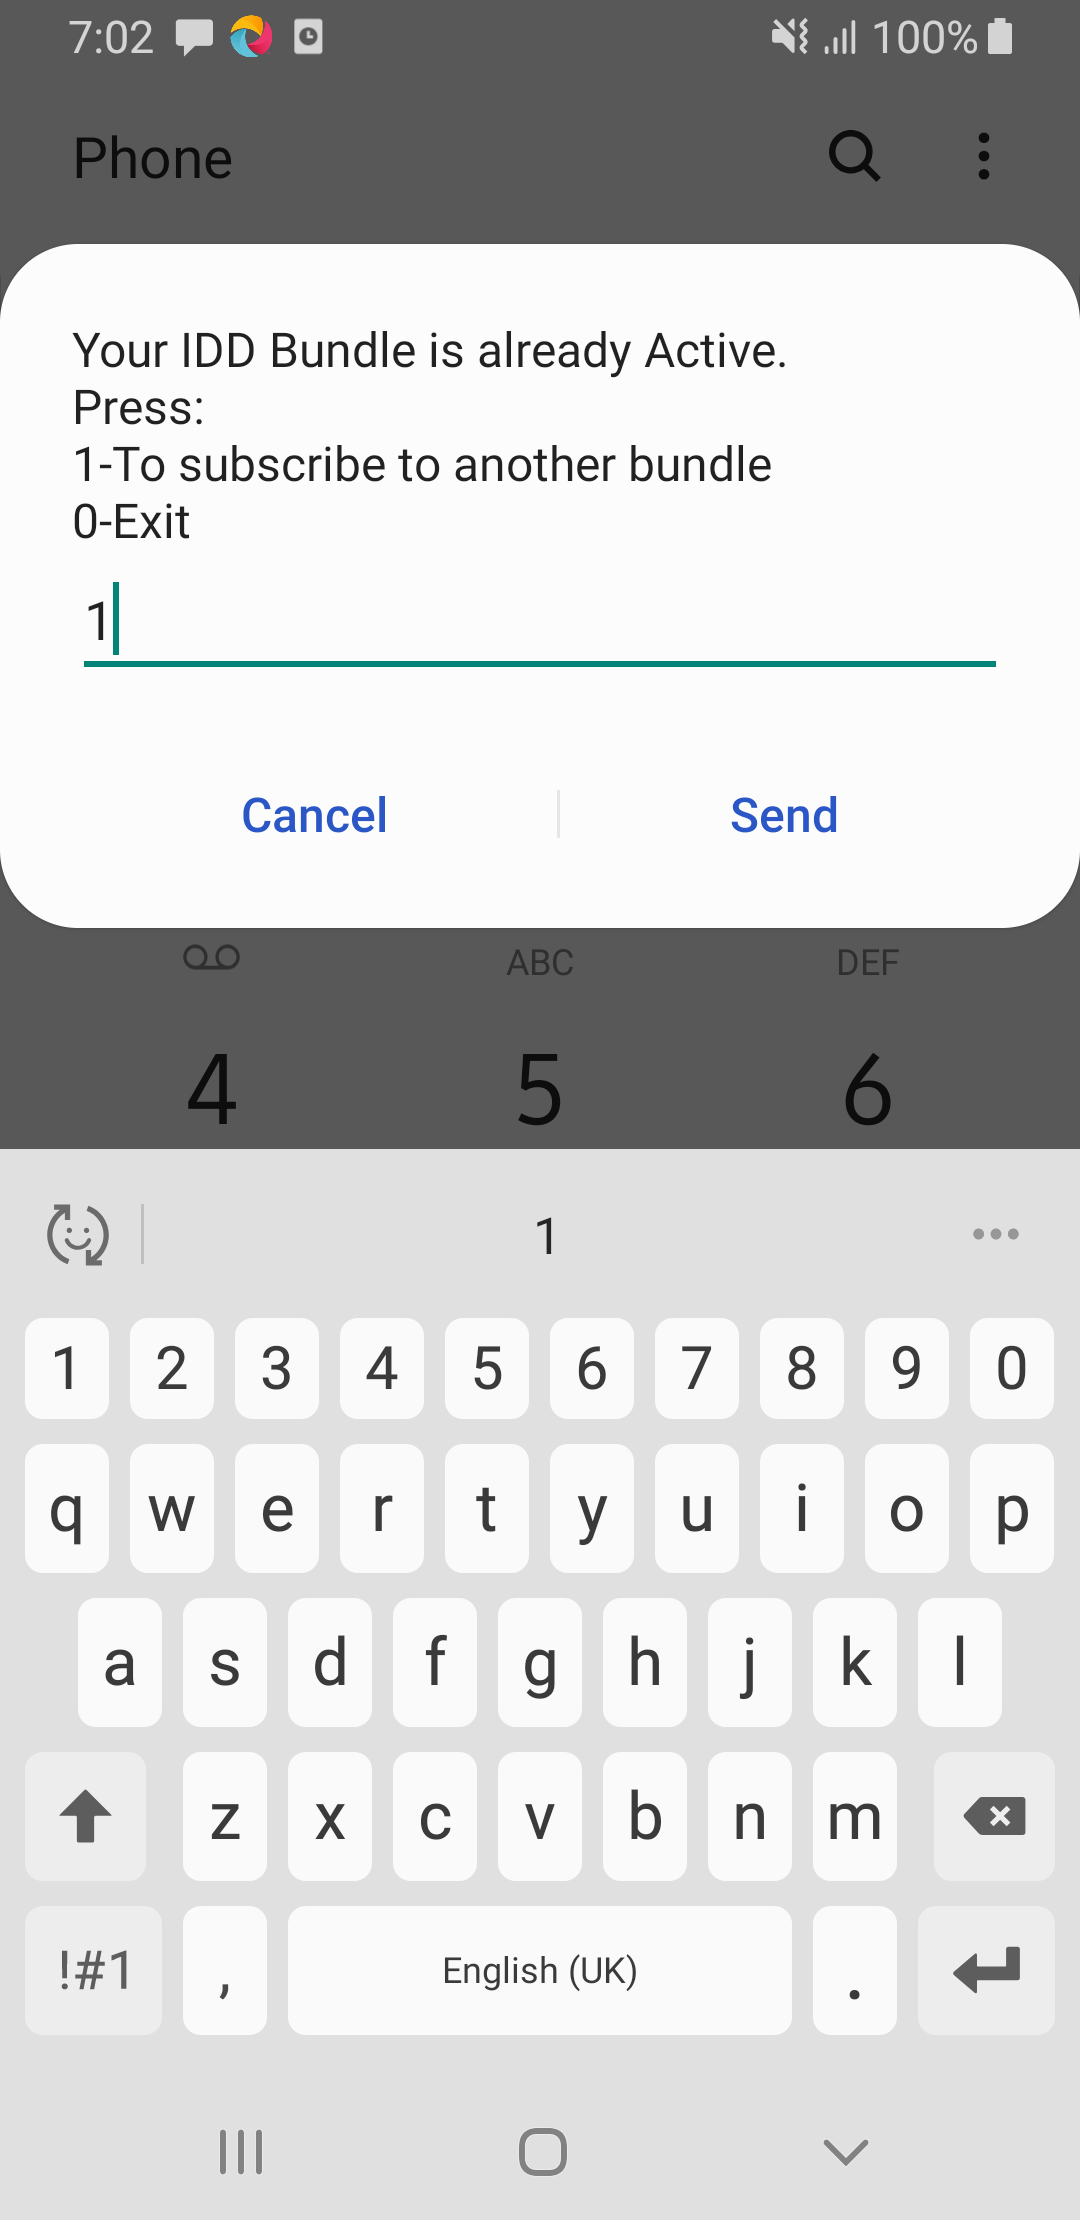 7:02
100%
Phone
Your IDD Bundle is already Active.
Press:
1-To subscribe to another bundle
0-Exit
1
Cancel
Send
ABC
DEF
4
5
6
1
1 2 3 4 5 6 7 8 9 0
q w e r t y u i o p
a s d f g h j k l
z x c v b n m
!#1 , English (UK) .